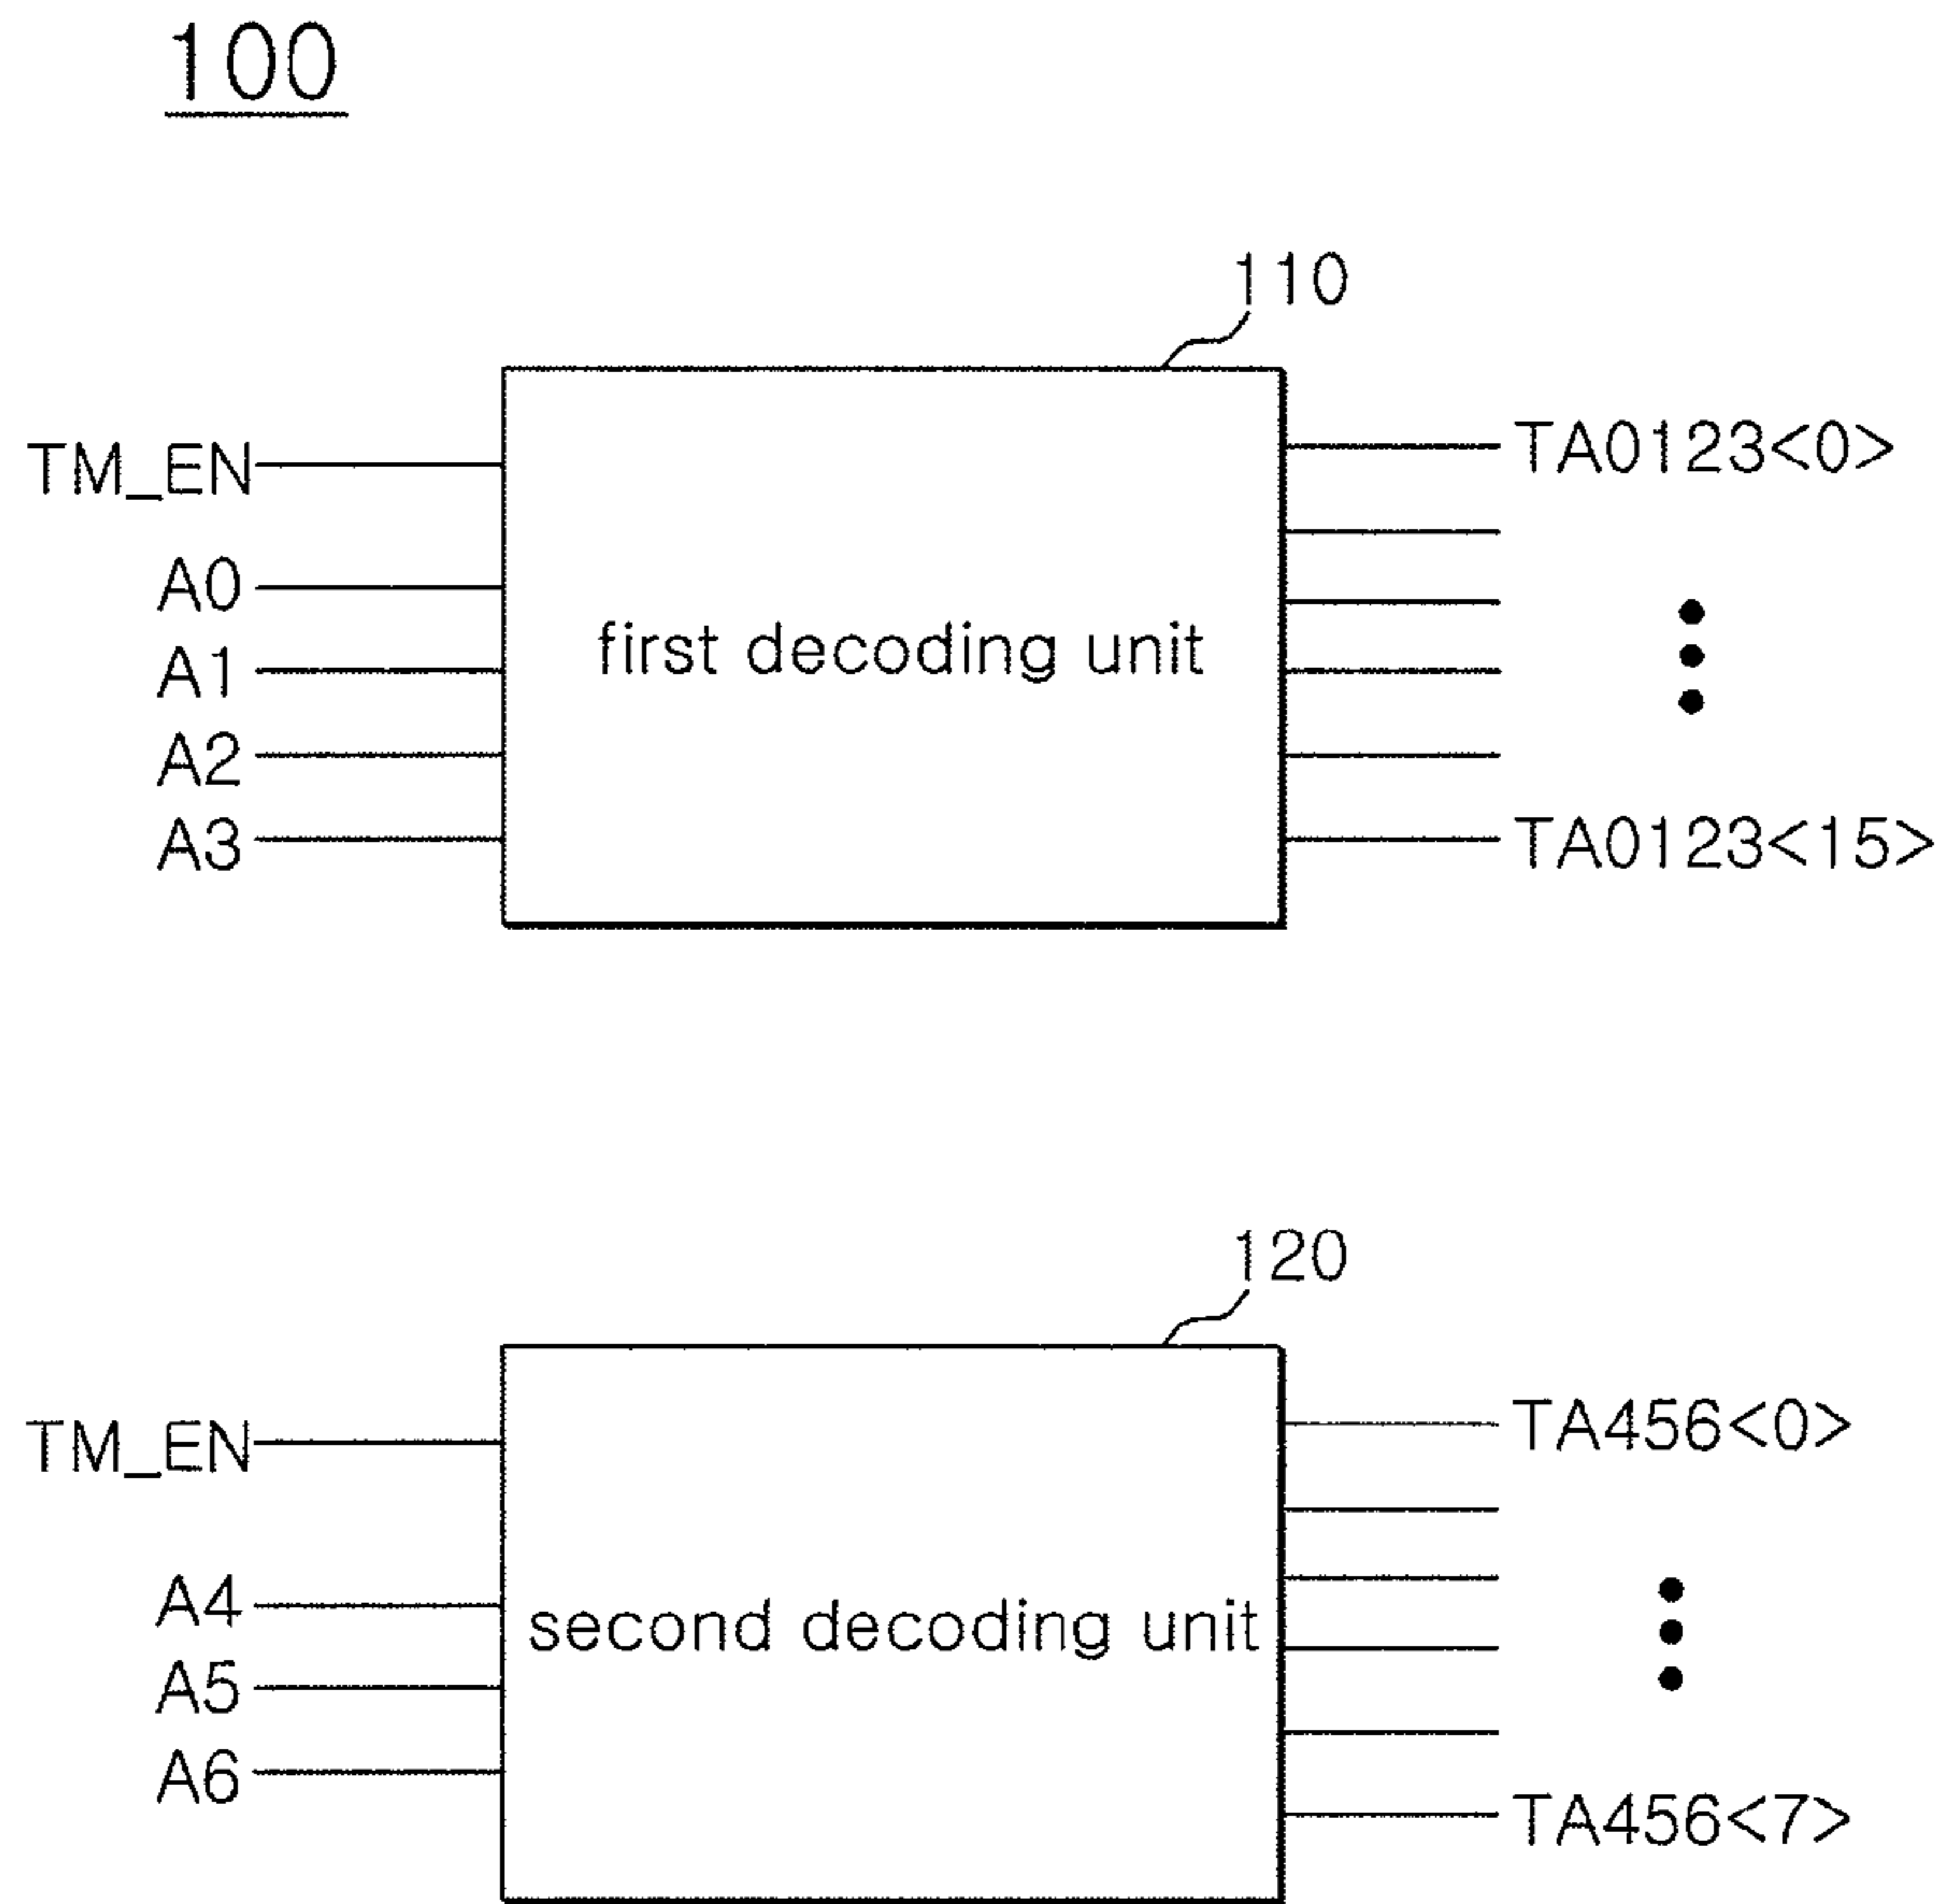 100
110
TM_EN
TA0123<0>
A0
A1
first decoding unit
A2
A3
TA0123<15>
120
TM_EN
TA456<0>
A4
second decoding unit
A5
A6
TA456<7>